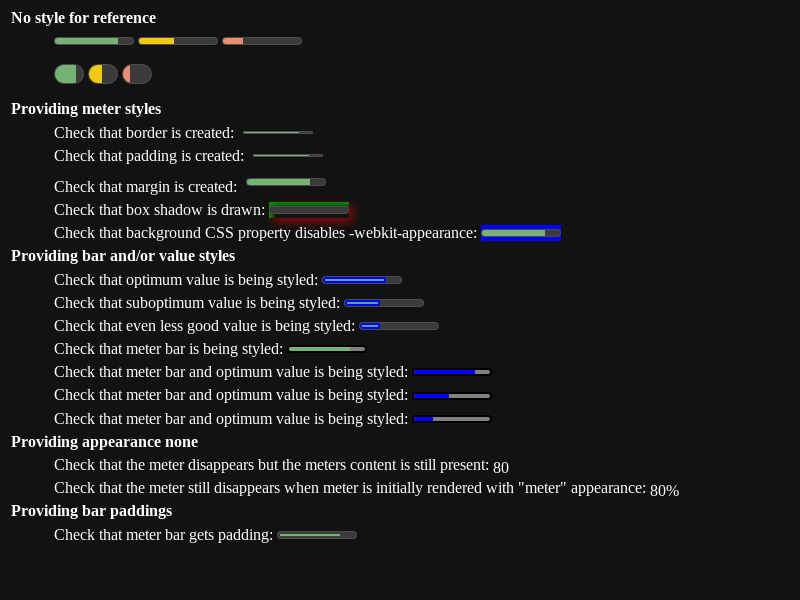 No style for reference
Providing meter styles
Check that border is created:
Check that padding is created:
Check that margin is created:
Check that box shadow is drawn:
Check that background CSS property disables -webkit-appearance:
Providing bar and/or value styles
Check that optimum value is being styled:
Check that suboptimum value is being styled:
Check that even less good value is being styled:
Check that meter bar is being styled:
Check that meter bar and optimum value is being styled:
Check that meter bar and optimum value is being styled:
Check that meter bar and optimum value is being styled:
Providing appearance none
Check that the meter disappears but the meters content is still present: 80
Check that the meter still disappears when meter is initially rendered with "meter" appearance: 80%
Providing bar paddings
Check that meter bar gets padding: